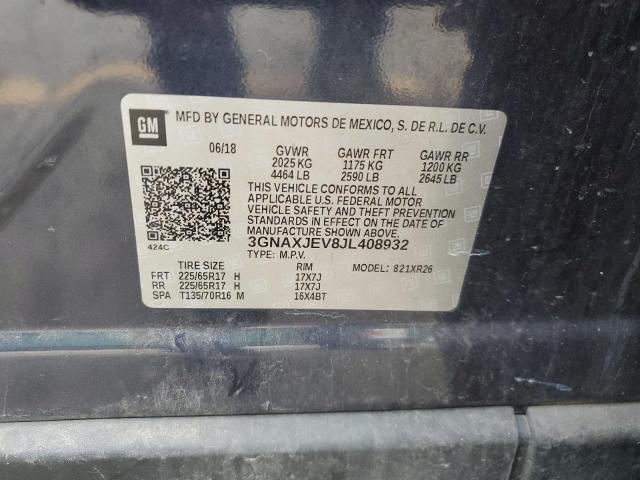 GM
MFD BY GENERAL MOTORS DE MEXICO, S. DE R.L. DE C.V.
06/18 GVWR GAWR FRT GAWR RR
2025 KG 1175 KG 1200 KG
4464 LB 2590 LB 2645 LB
THIS VEHICLE CONFORMS TO ALL
APPLICABLE U.S. FEDERAL MOTOR
VEHICLE SAFETY AND THEFT PREVENTION
STANDARDS IN EFFECT ON THE DATE OF
MANUFACTURE SHOWN ABOVE.
424C 3GNAXJEV8JL408932
TYPE: M.P.V.
TIRE SIZE RIM MODEL: 821XR26
FRT 225/65R17 H 17X7J
RR 225/65R17 H 17X7J
SPA T135/70R16 M 16X4BT